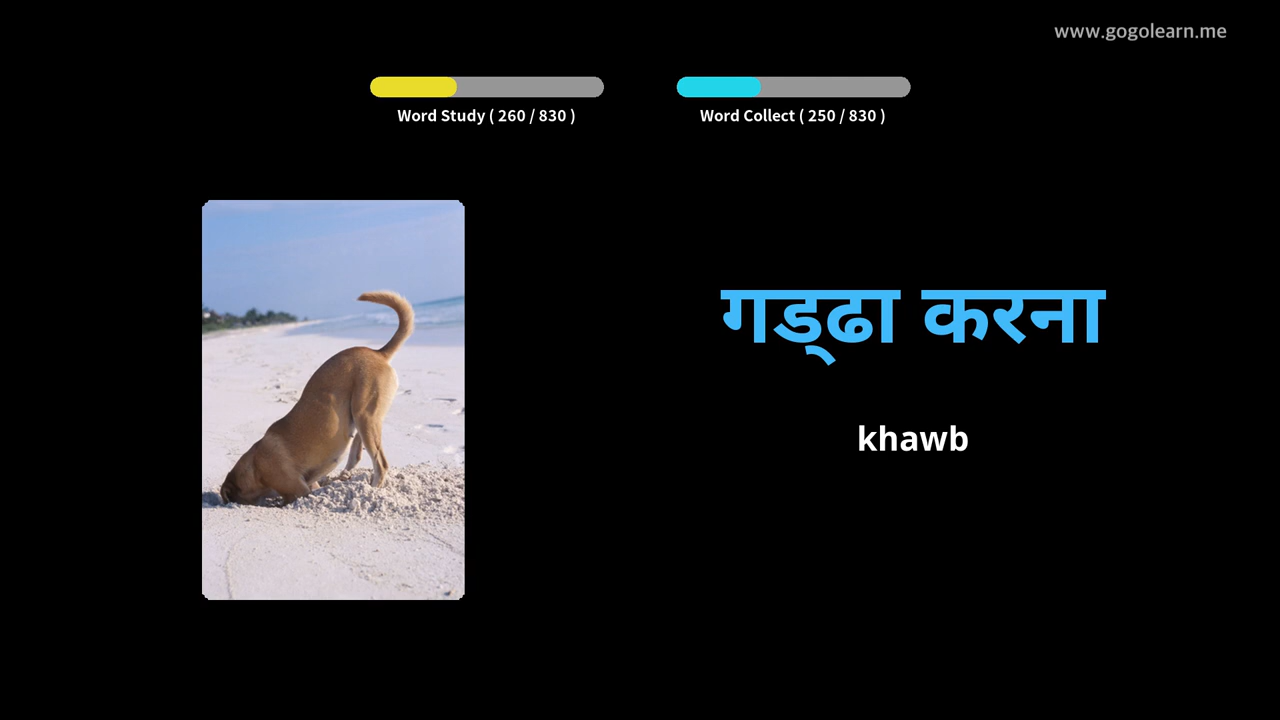 www.gogolearn.me
Word Study ( 260 / 830 )
Word Collect ( 250 / 830 )
गड्ढा करना
khawb